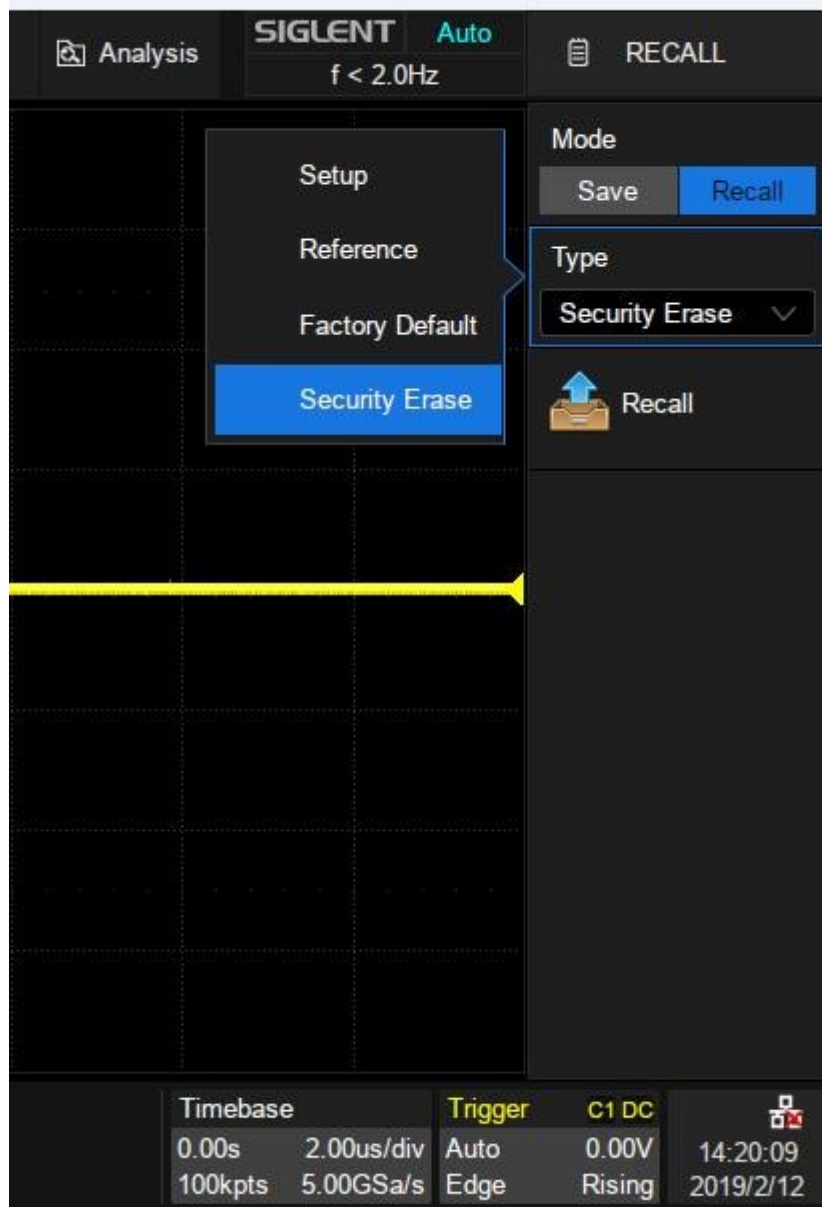 Analysis
SIGLENT Auto
f < 2.0Hz
RECALL
Setup
Reference
Factory Default
Security Erase
Mode
Save Recall
Type
Security Erase
Recall
Timebase
0.00s 2.00us/div
100kpts 5.00GSa/s
Trigger C1 DC
Auto 0.00V
Edge Rising
14:20:09
2019/2/12